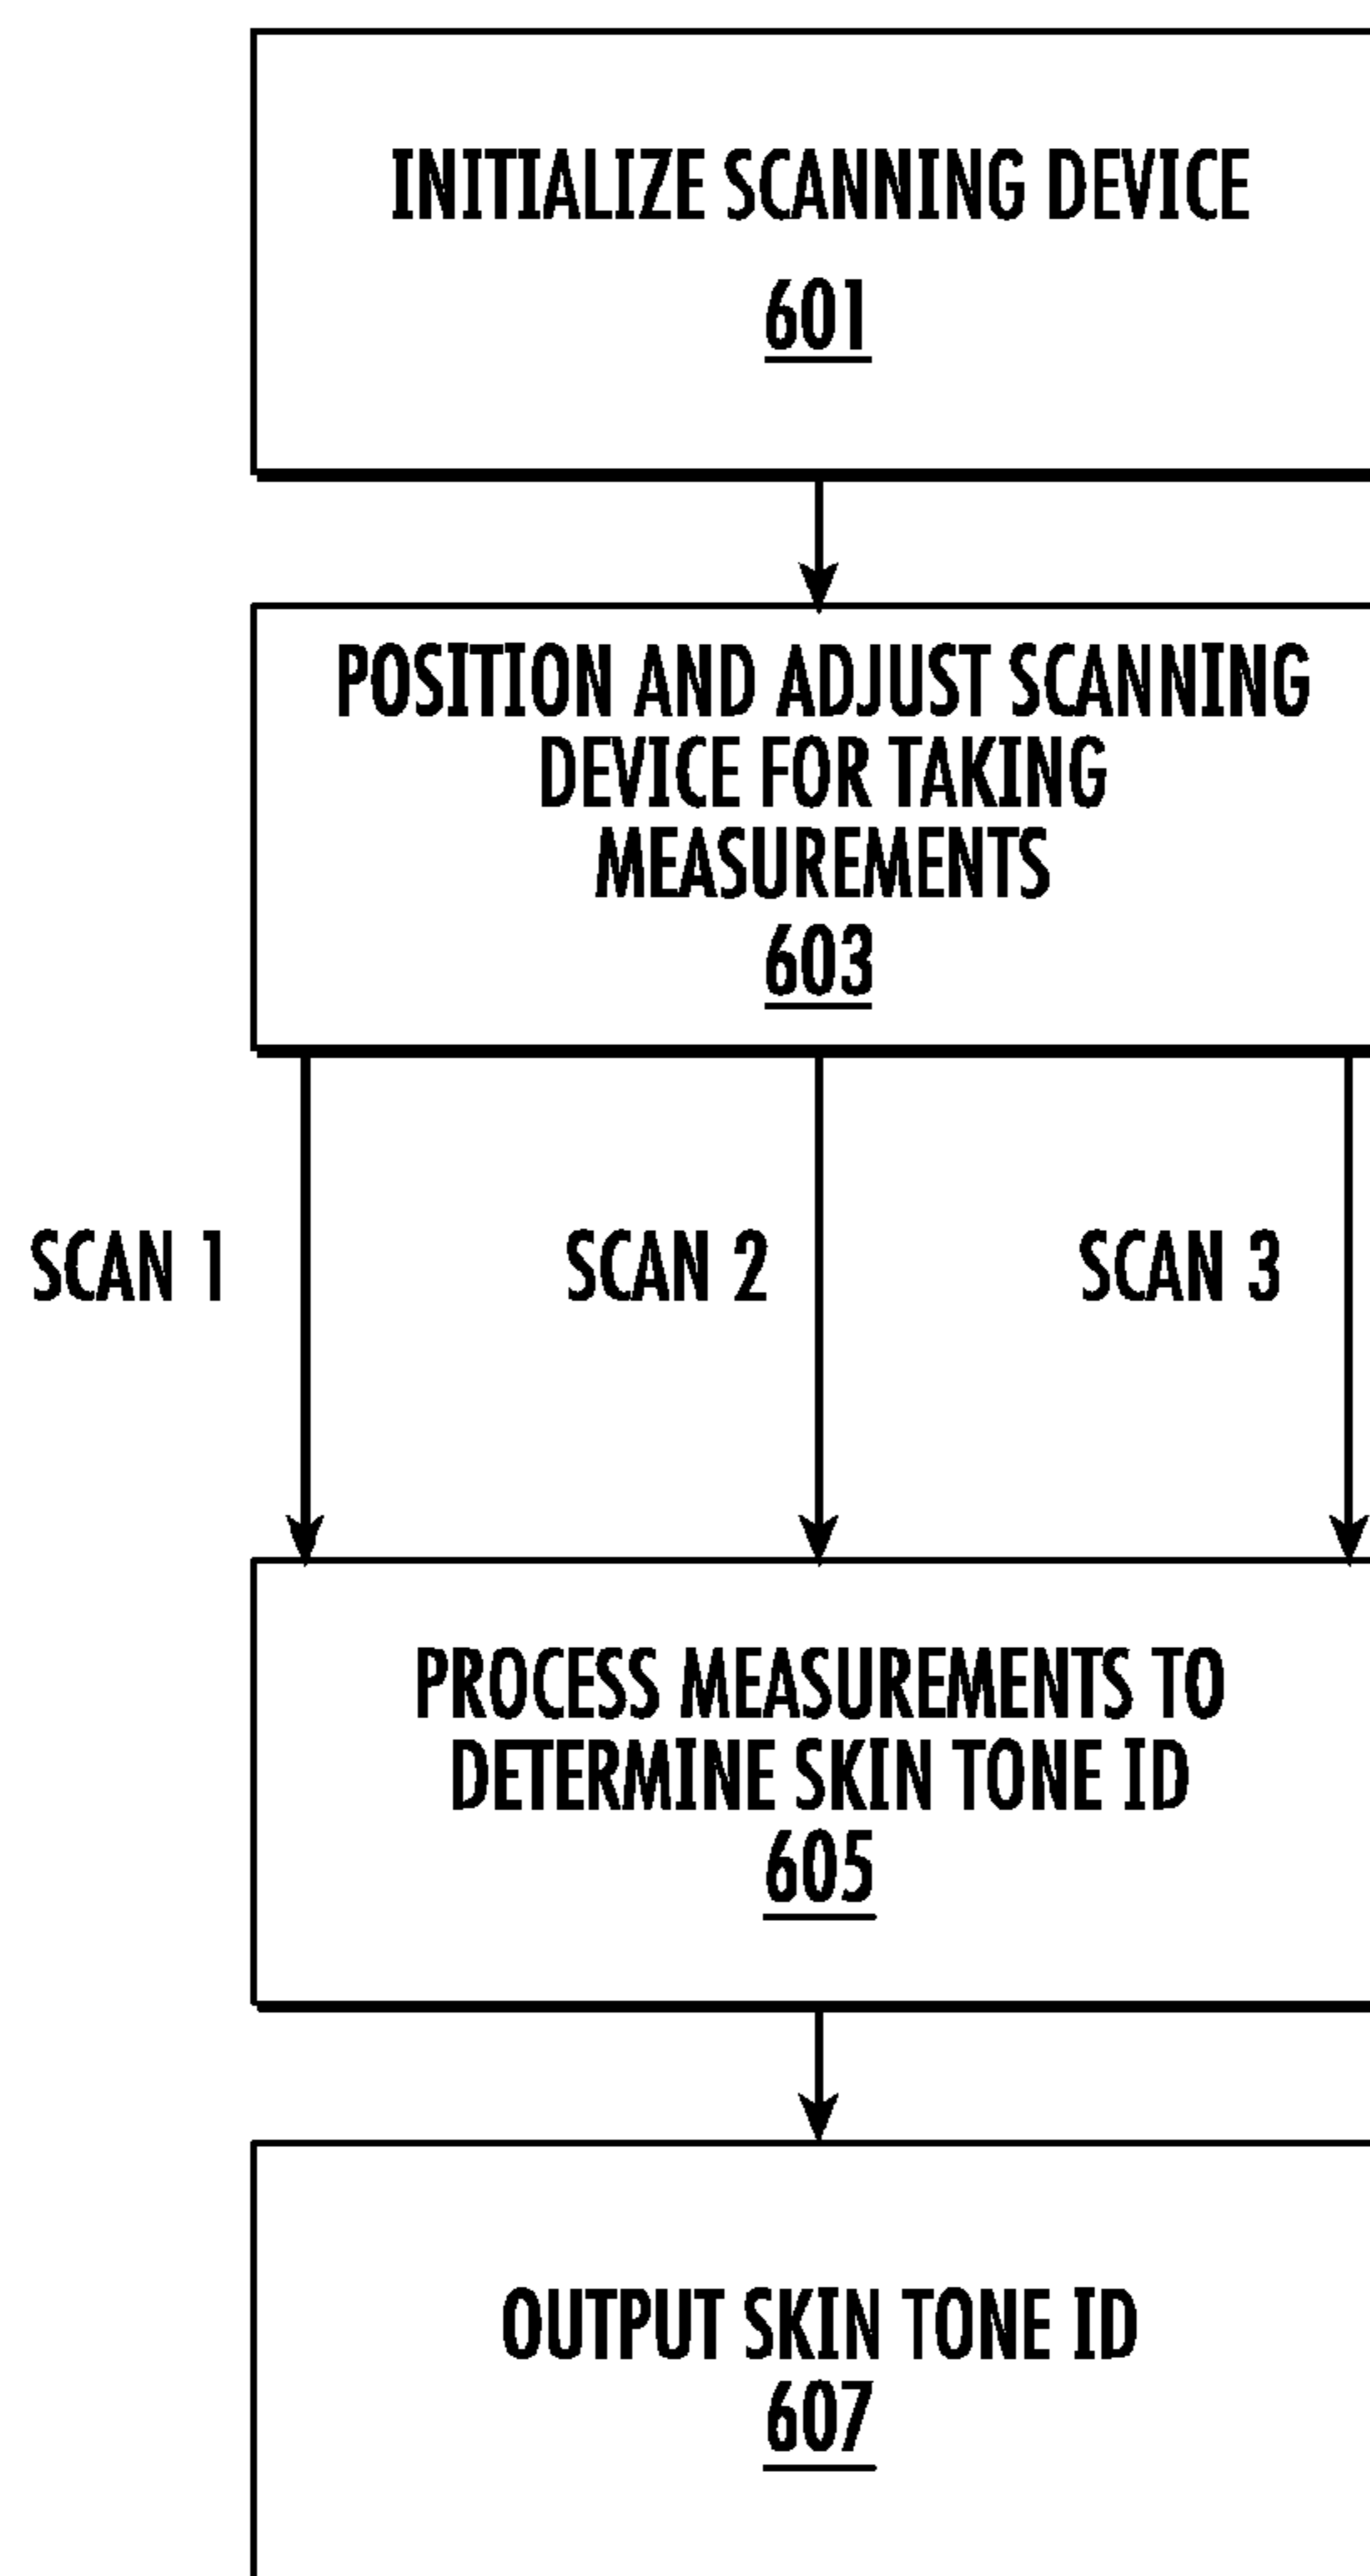 INITIALIZE SCANNING DEVICE
601
POSITION AND ADJUST SCANNING
DEVICE FOR TAKING
MEASUREMENTS
603
SCAN 1
SCAN 2
SCAN 3
PROCESS MEASUREMENTS TO
DETERMINE SKIN TONE ID
605
OUTPUT SKIN TONE ID
607